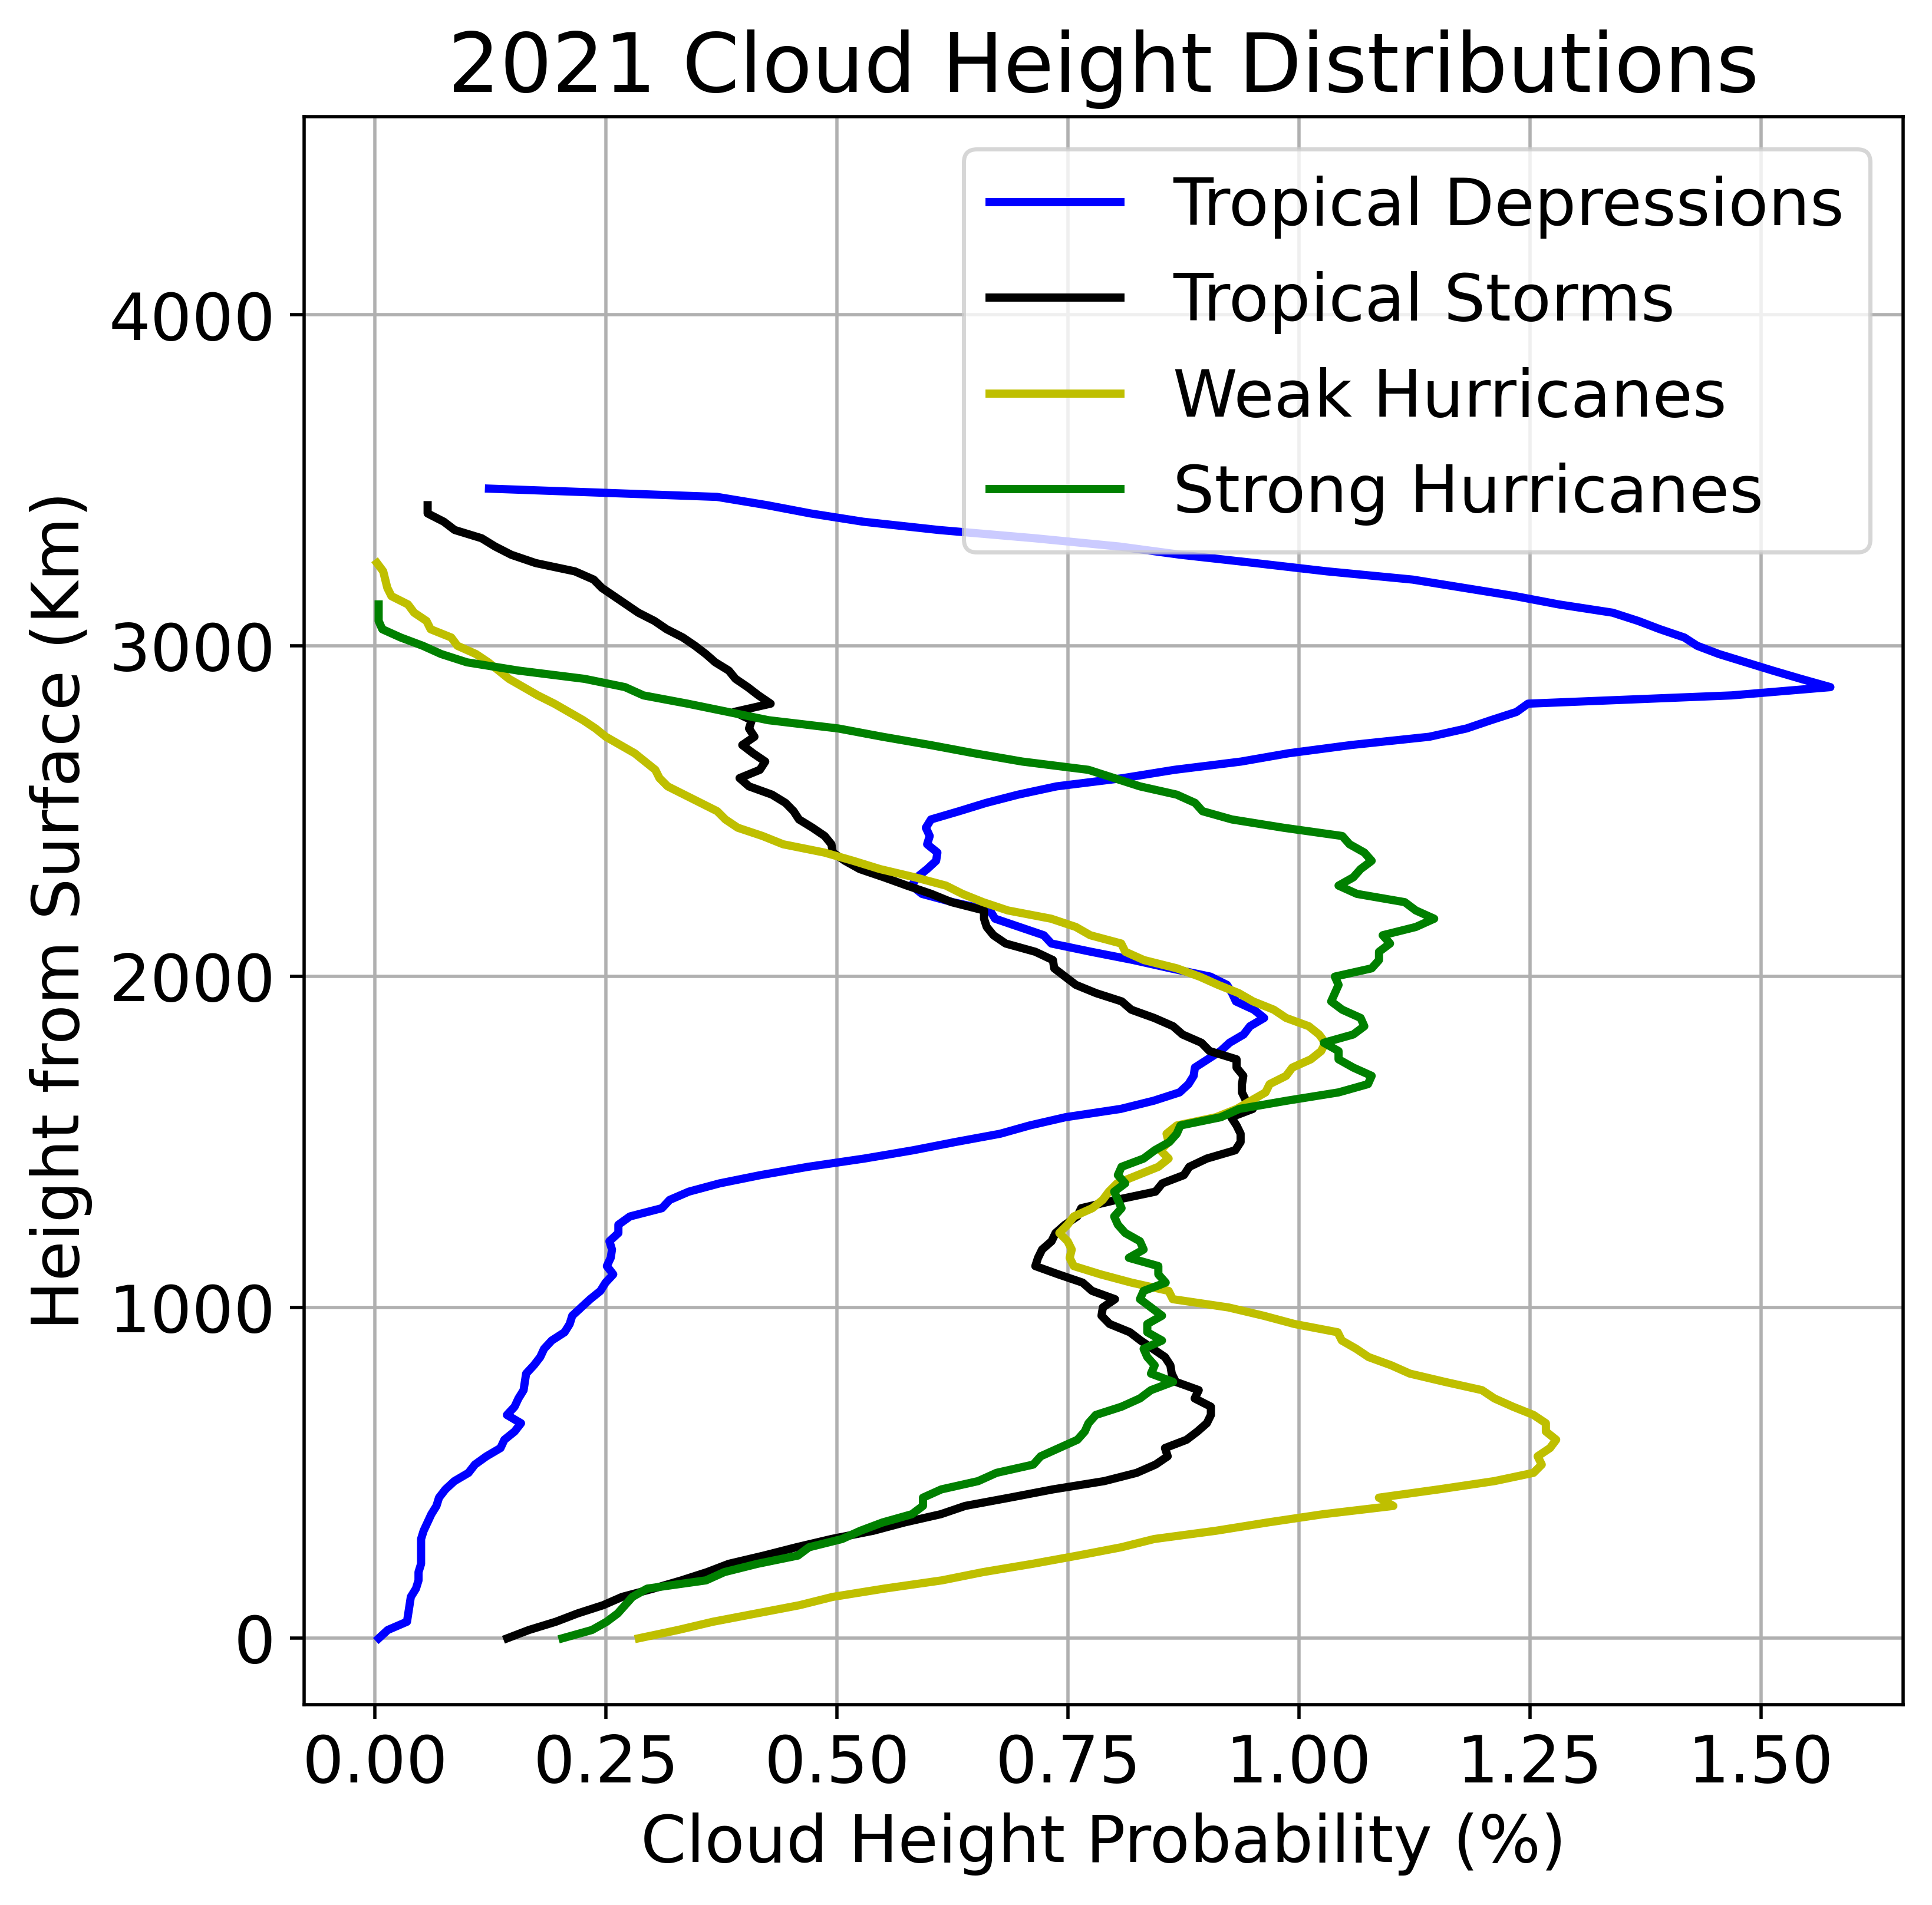 2021 Cloud Height Distributions
Tropical Depressions
Tropical Storms
Weak Hurricanes
Strong Hurricanes
Height from Surface (Km)
4000
3000
2000
1000
0
0.00 0.25 0.50 0.75 1.00 1.25 1.50
Cloud Height Probability (%)